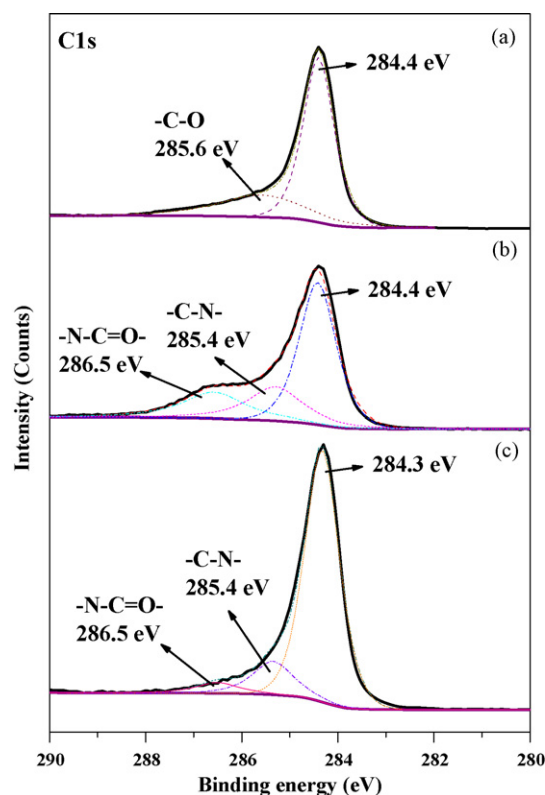 C1s
(a)
284.4 eV
-C-O
285.6 eV
(b)
284.4 eV
-C-N-
285.4 eV
-N-C=O-
286.5 eV
(c)
284.3 eV
-C-N-
285.4 eV
-N-C=O-
286.5 eV
Intensity (Counts)
290 288 286 284 282 280
Binding energy (eV)